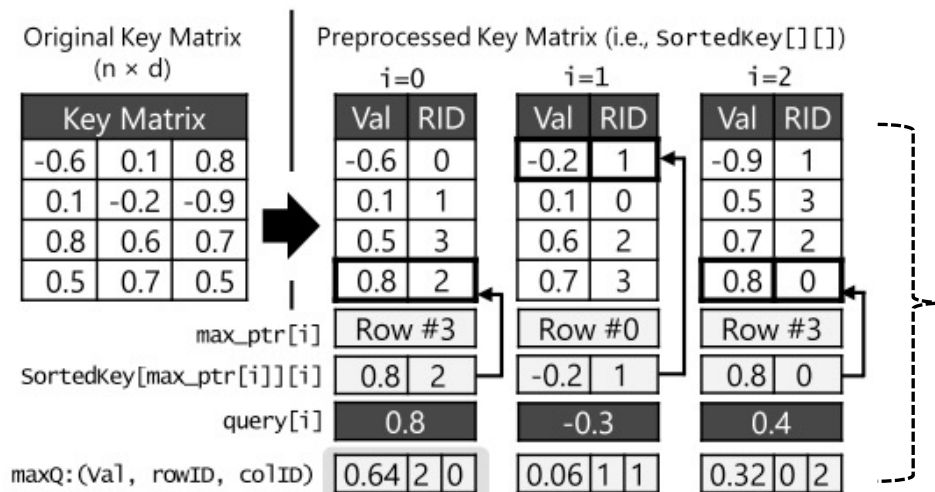 Original Key Matrix
(n × d)
Preprocessed Key Matrix (i.e., SortedKey[][])
i=0 i=1 i=2
Key Matrix
Val RID Val RID Val RID
-0.6 0.1 0.8 -0.6 0 -0.2 1 -0.9 1
0.1 -0.2 -0.9 0.1 1 0.1 0 0.5 3
0.8 0.6 0.7 0.5 3 0.6 2 0.7 2
0.5 0.7 0.5 0.8 2 0.7 3 0.8 0
max_ptr[i] Row #3 Row #0 Row #3
SortedKey[max_ptr[i]][i] 0.8 2 -0.2 1 0.8 0
query[i] 0.8 -0.3 0.4
maxQ:(Val, rowID, colID) 0.64 2 0 0.06 1 1 0.32 0 2